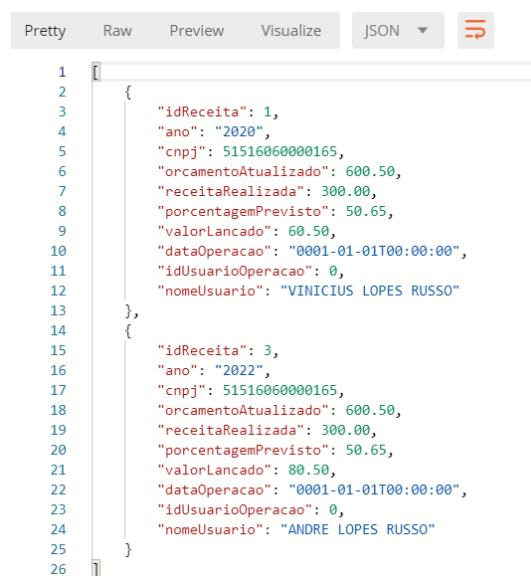 Pretty Raw Preview Visualize JSON
1 [
2 {
3 "idReceita": 1,
4 "ano": "2020",
5 "cnpj": 51516060000165,
6 "orcamentoAtualizado": 600.50,
7 "receitaRealizada": 300.00,
8 "porcentagemPrevisto": 50.65,
9 "valorLancado": 60.50,
10 "dataOperacao": "0001-01-01T00:00:00",
11 "idUsuarioOperacao": 0,
12 "nomeUsuario": "VINICIUS LOPES RUSSO"
13 },
14 {
15 "idReceita": 3,
16 "ano": "2022",
17 "cnpj": 51516060000165,
18 "orcamentoAtualizado": 600.50,
19 "receitaRealizada": 300.00,
20 "porcentagemPrevisto": 50.65,
21 "valorLancado": 80.50,
22 "dataOperacao": "0001-01-01T00:00:00",
23 "idUsuarioOperacao": 0,
24 "nomeUsuario": "ANDRE LOPES RUSSO"
25 }
26 ]